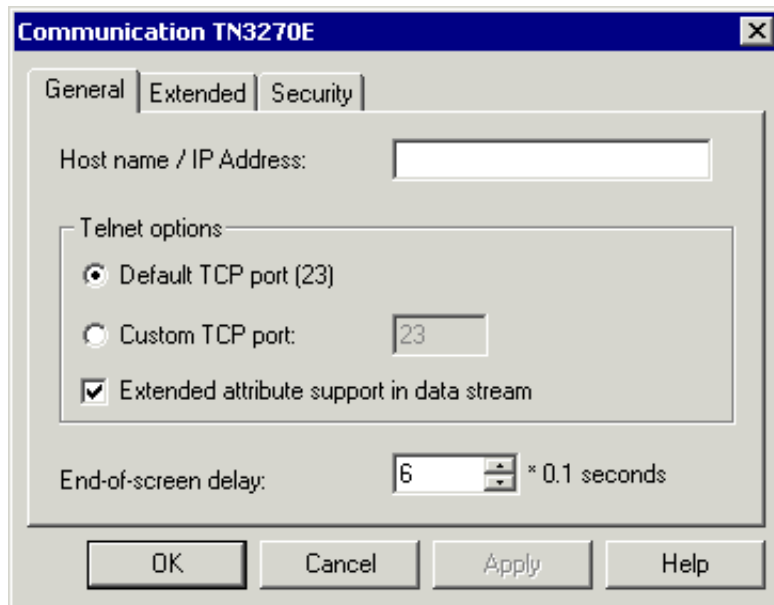 Communication TN3270E
General Extended Security
Host name / IP Address:
Telnet options
Default TCP port (23)
Custom TCP port: 23
Extended attribute support in data stream
End-of-screen delay: 6 * 0.1 seconds
OK Cancel Apply Help